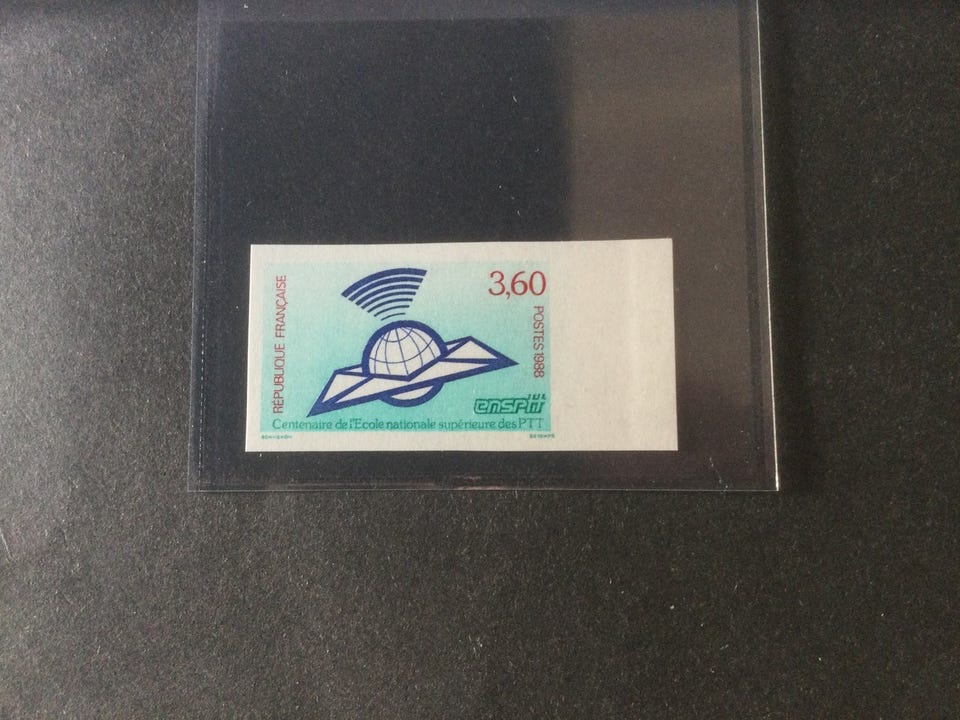 3,60
RÉPUBLIQUE FRANÇAISE
POSTES 1988
ENSPTT
Centenaire de l'Ecole nationale supérieure des PTT